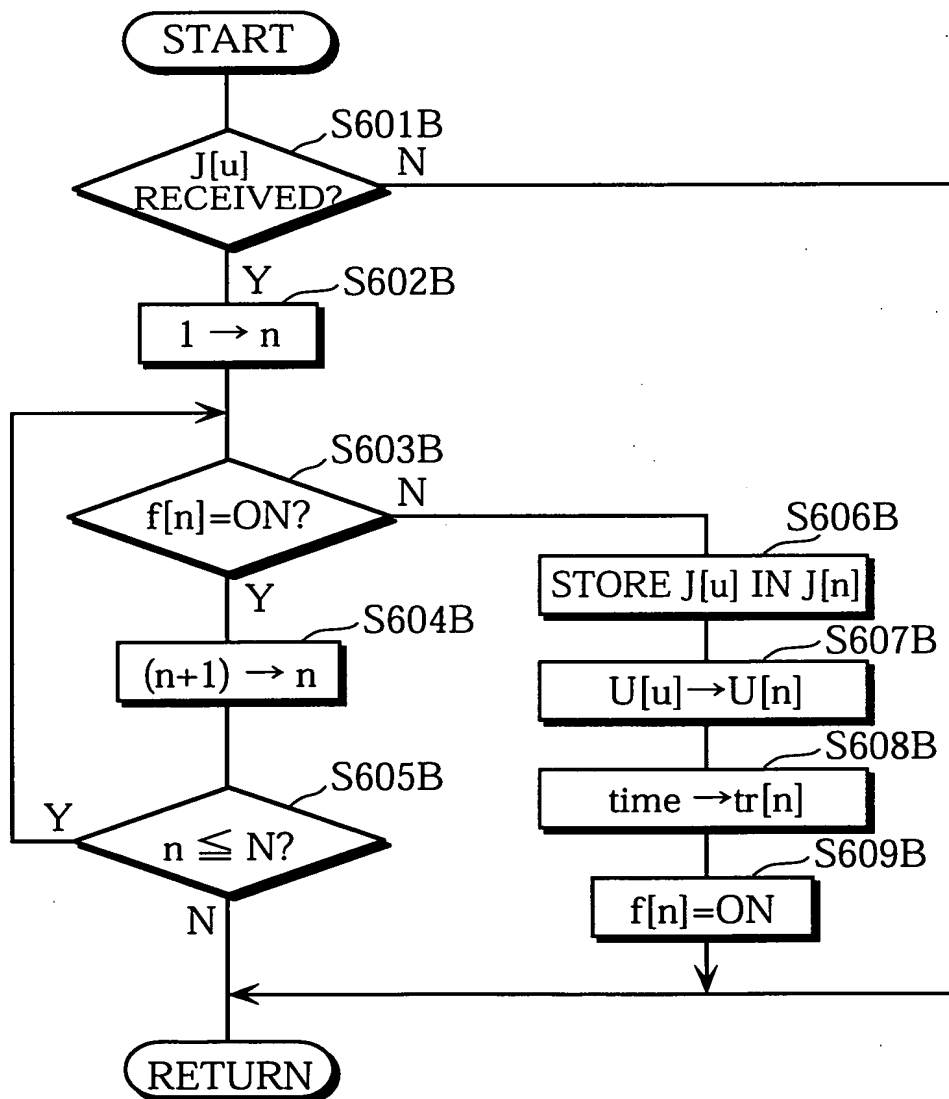 START
S601B
J[u]
RECEIVED?
N
Y
S602B
1 → n
S603B
f[n]=ON?
N
Y
S606B
STORE J[u] IN J[n]
S604B
(n+1) → n
S607B
U[u]→U[n]
S608B
time →tr[n]
S605B
n ≦ N?
Y
N
S609B
f[n]=ON
RETURN